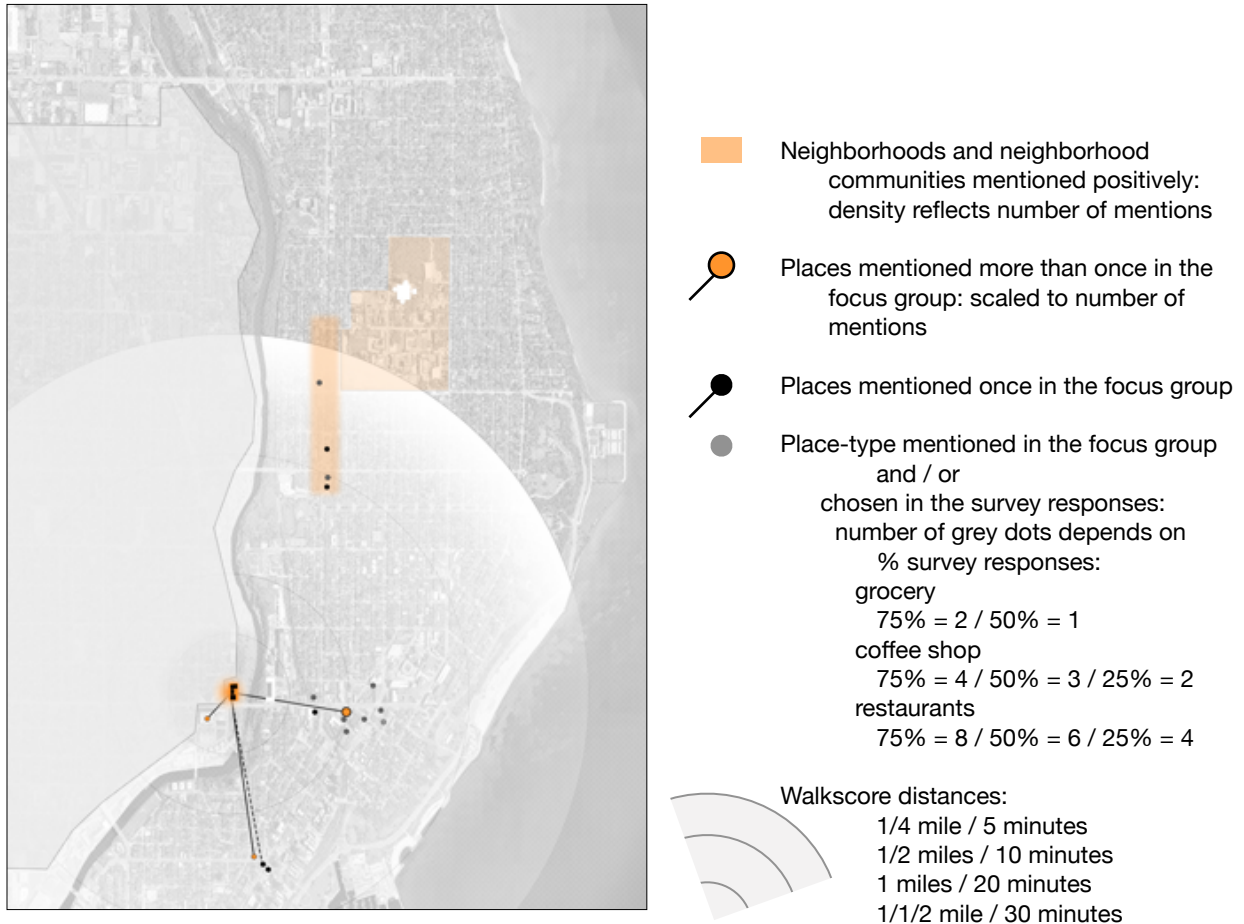 Neighborhoods and neighborhood
communities mentioned positively:
density reflects number of mentions
Places mentioned more than once in the
focus group: scaled to number of
mentions
Places mentioned once in the focus group
Place-type mentioned in the focus group
and / or
chosen in the survey responses:
number of grey dots depends on
% survey responses:
grocery
75% = 2 / 50% = 1
coffee shop
75% = 4 / 50% = 3 / 25% = 2
restaurants
75% = 8 / 50% = 6 / 25% = 4
Walkscore distances:
1/4 mile / 5 minutes
1/2 miles / 10 minutes
1 miles / 20 minutes
1/1/2 mile / 30 minutes